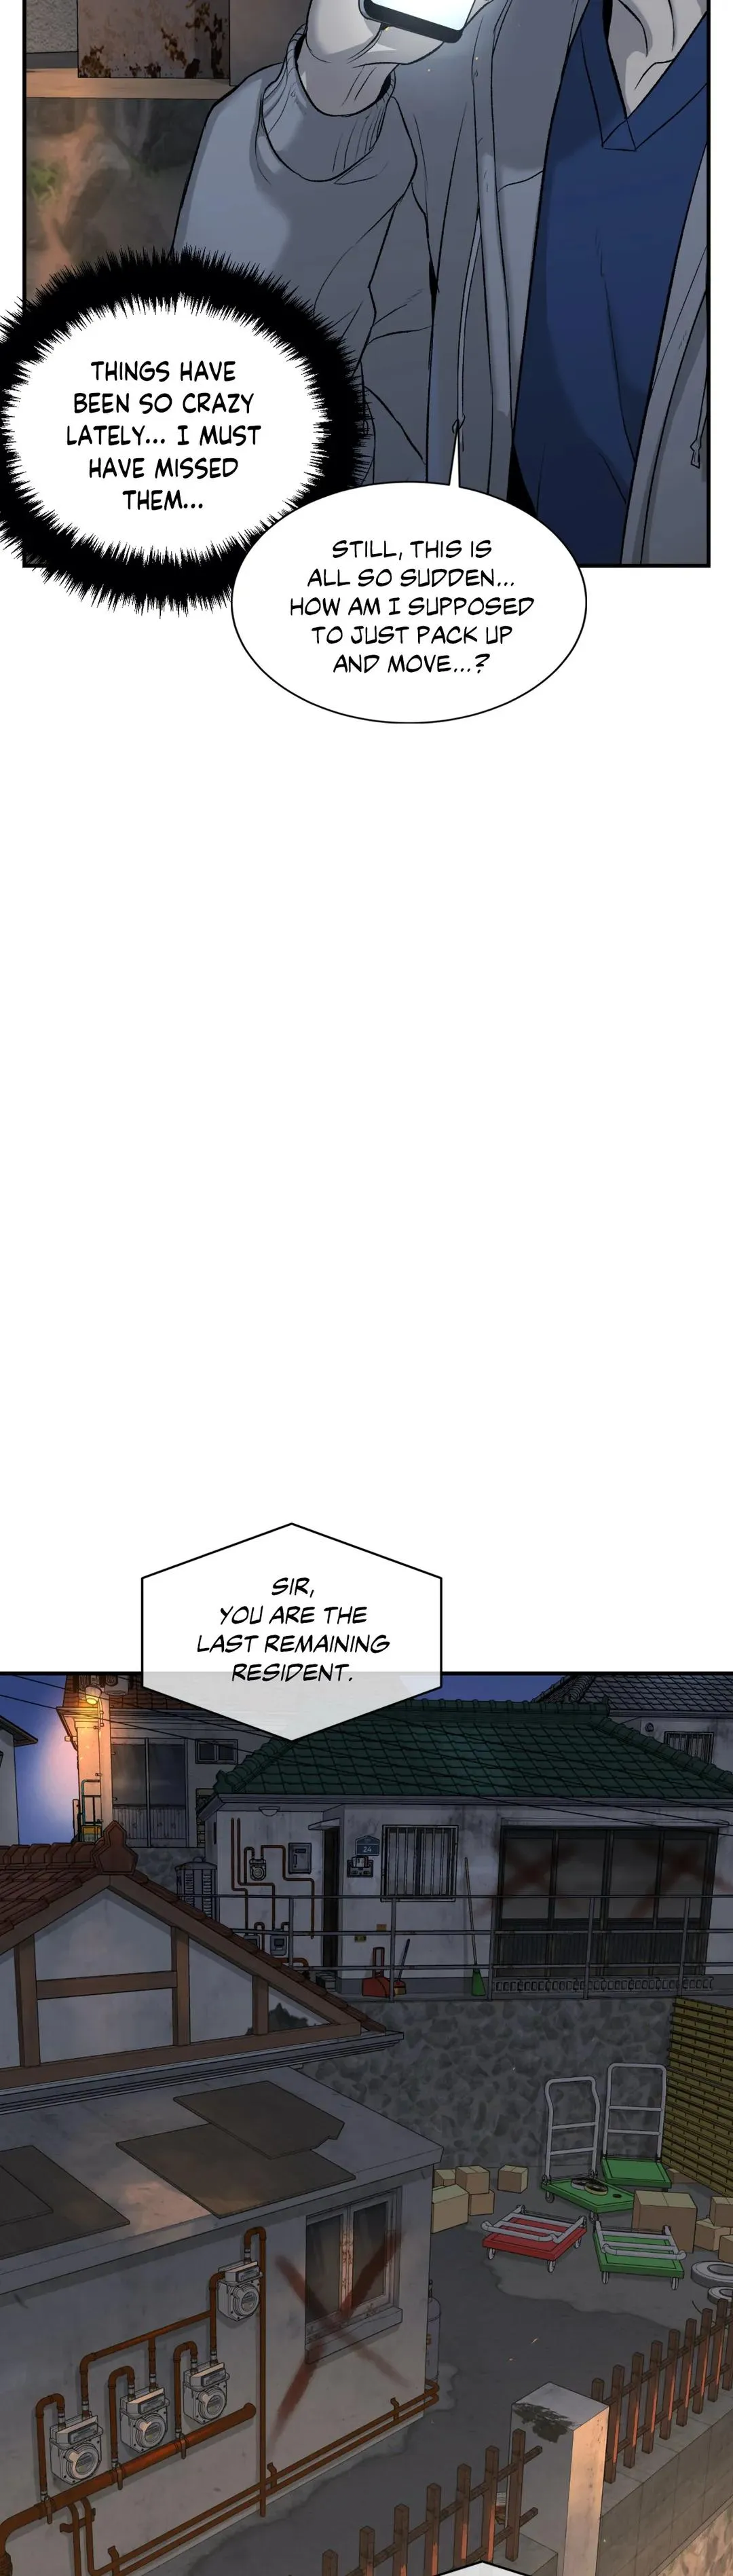 THINGS HAVE
BEEN SO CRAZY
LATELY... I MUST
HAVE MISSED
THEM...
STILL, THIS IS
ALL SO SUDDEN...
HOW AM I SUPPOSED
TO JUST PACK UP
AND MOVE...?
SIR,
YOU ARE THE
LAST REMAINING
RESIDENT.
24